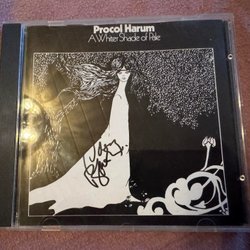 Procol Harum
A Whiter Shade of Pale